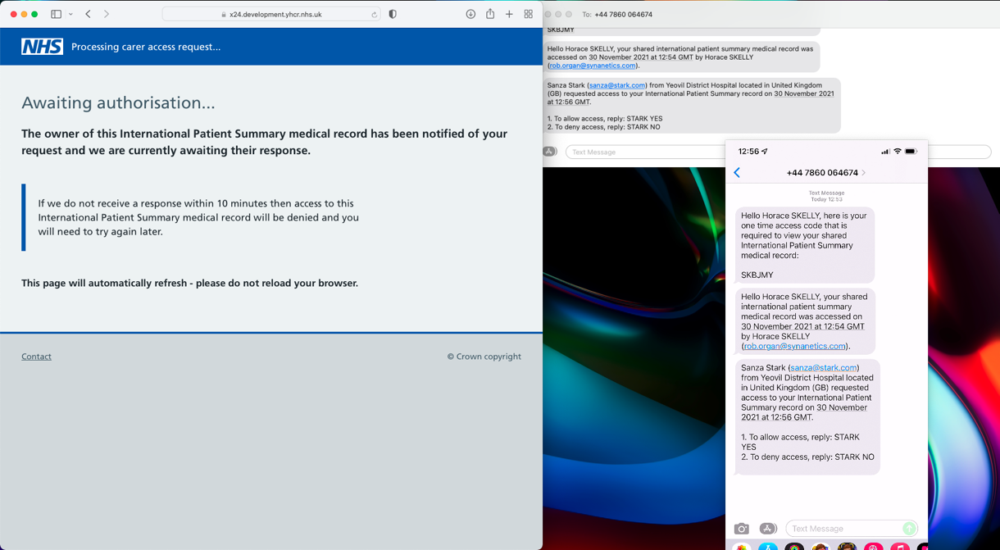 x24.development.yhcr.nhs.uk
NHS
Processing carer access request...
Awaiting authorisation...
The owner of this International Patient Summary medical record has been notified of your
request and we are currently awaiting their response.
If we do not receive a response within 10 minutes then access to this
International Patient Summary medical record will be denied and you
will need to try again later.
This page will automatically refresh - please do not reload your browser.
Contact
© Crown copyright
To: +44 7860 064674
SKBJMY
Hello Horace SKELLY, your shared international patient summary medical record was
accessed on 30 November 2021 at 12:54 GMT by Horace SKELLY
(rob.organ@synanetics.com).
Sanza Stark (sanza@stark.com) from Yeovil District Hospital located in United Kingdom
(GB) requested access to your International Patient Summary record on 30 November 2021
at 12:56 GMT.
1. To allow access, reply: STARK YES
2. To deny access, reply: STARK NO
Text Message
12:56
+44 7860 064674
Text Message
Today 12:53
Hello Horace SKELLY, here is your
one time access code that is
required to view your shared
International Patient Summary
medical record:
SKBJMY
Hello Horace SKELLY, your shared
international patient summary
medical record was accessed on
30 November 2021 at 12:54 GMT
by Horace SKELLY
(rob.organ@synanetics.com).
Sanza Stark (sanza@stark.com)
from Yeovil District Hospital located
in United Kingdom (GB) requested
access to your International Patient
Summary record on 30 November
2021 at 12:56 GMT.
1. To allow access, reply: STARK
YES
2. To deny access, reply: STARK NO
Text Message